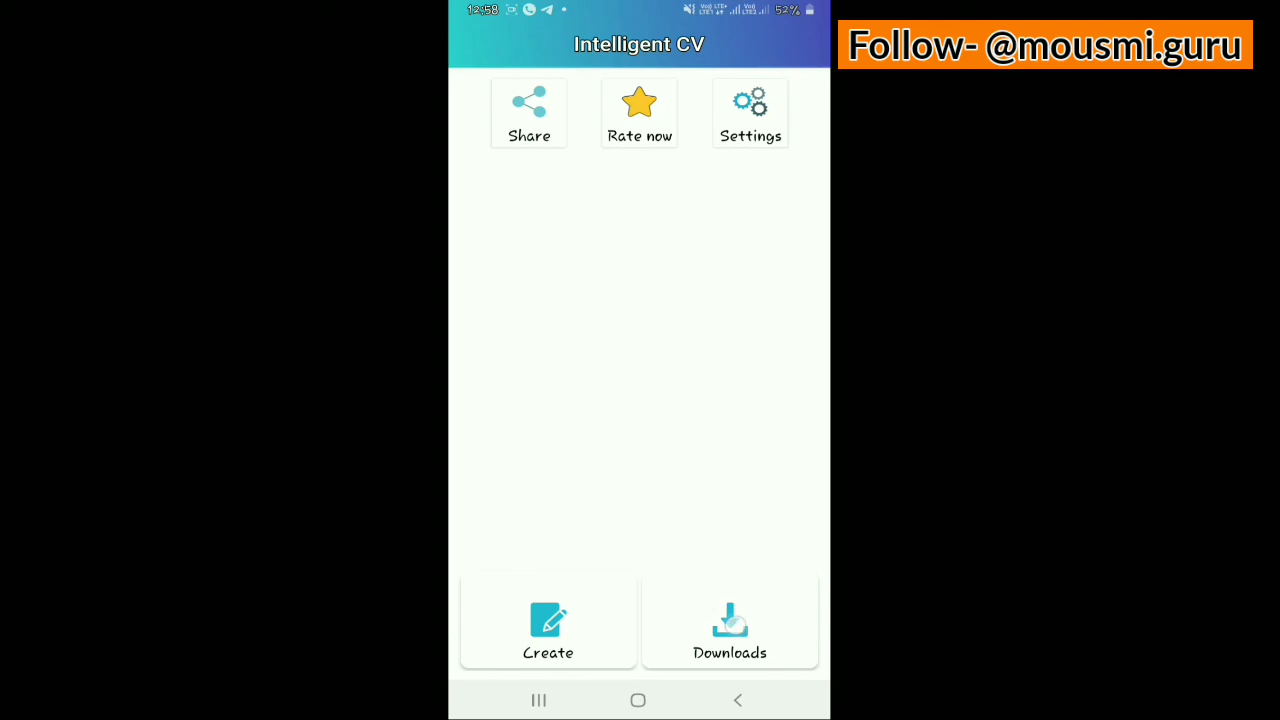 12:58
52%
Intelligent CV
Follow- @mousmi.guru
Share
Rate now
Settings
Create
Downloads